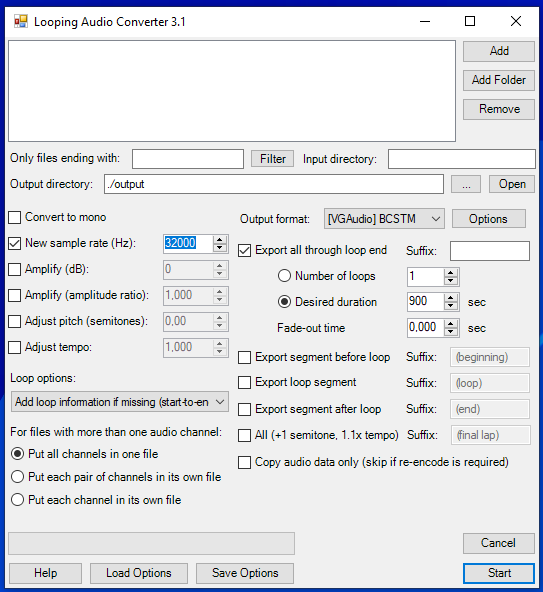 Looping Audio Converter 3.1
Add
Add Folder
Remove
Only files ending with: Filter Input directory:
Output directory: ./output ... Open
Convert to mono
Output format: [VGAudio] BCSTM Options
New sample rate (Hz): 32000
Export all through loop end Suffix:
Amplify (dB): 0
Number of loops 1
Amplify (amplitude ratio): 1,000
Desired duration 900 sec
Adjust pitch (semitones): 0,00
Fade-out time 0,000 sec
Adjust tempo: 1,000
Export segment before loop Suffix: (beginning)
Loop options:
Export loop segment Suffix: (loop)
Add loop information if missing (start-to-en
Export segment after loop Suffix: (end)
For files with more than one audio channel:
All (+1 semitone, 1.1x tempo) Suffix: (final lap)
Put all channels in one file
Copy audio data only (skip if re-encode is required)
Put each pair of channels in its own file
Put each channel in its own file
Cancel
Help Load Options Save Options Start